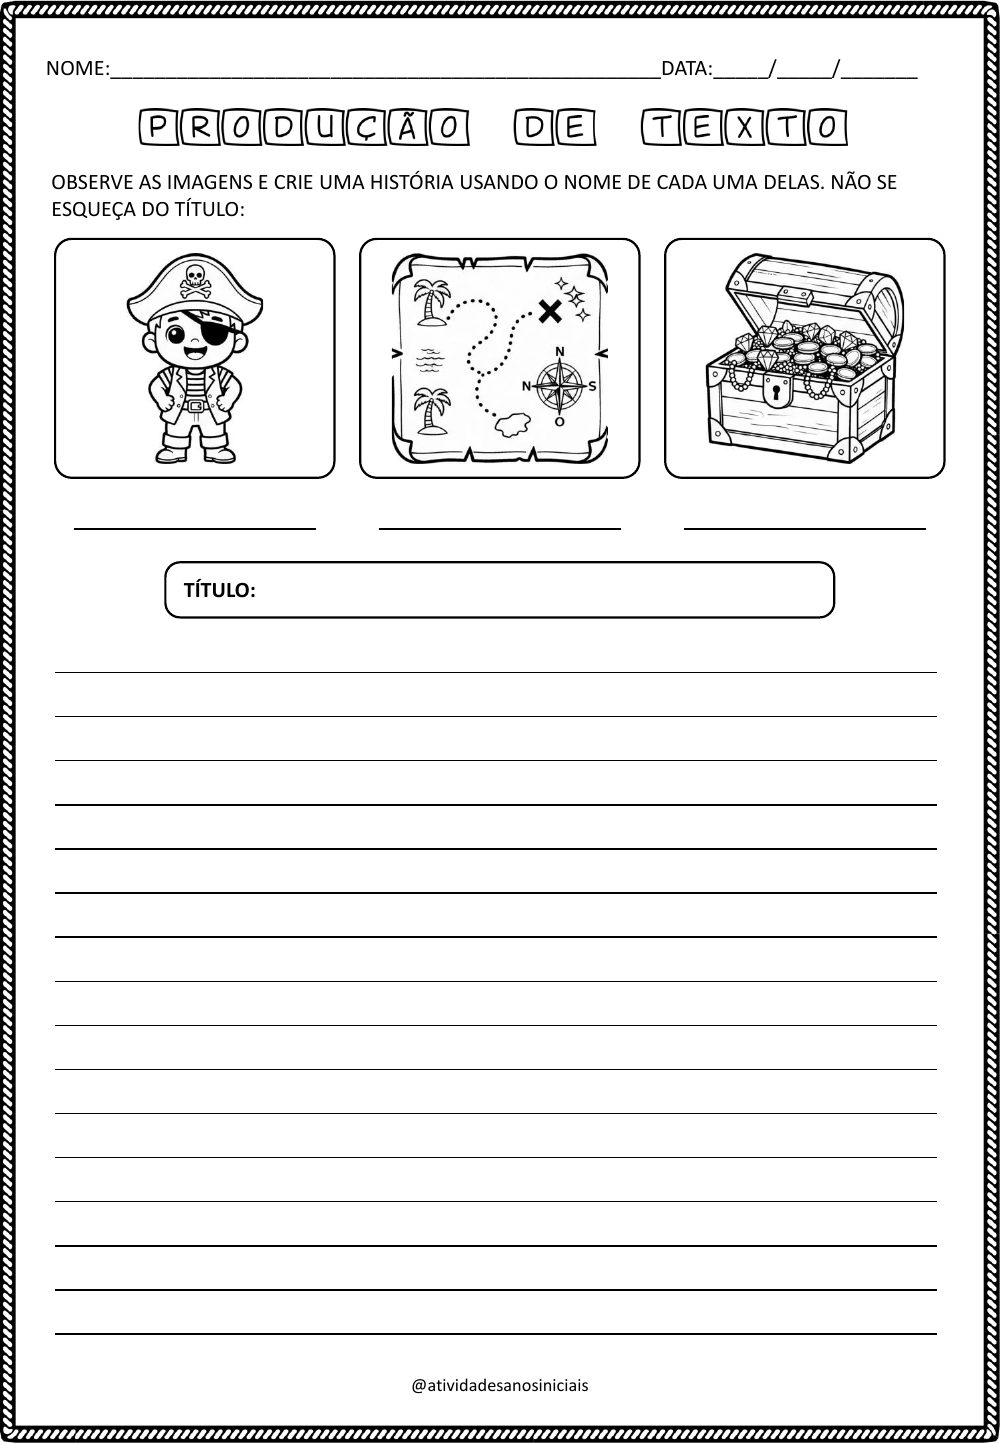 NOME:__________________________________________________DATA:_____/_____/_______
PRODUÇÃO DE TEXTO
OBSERVE AS IMAGENS E CRIE UMA HISTÓRIA USANDO O NOME DE CADA UMA DELAS. NÃO SE
ESQUEÇA DO TÍTULO:
N
N S
O
TÍTULO:
@atividadesanosiniciais